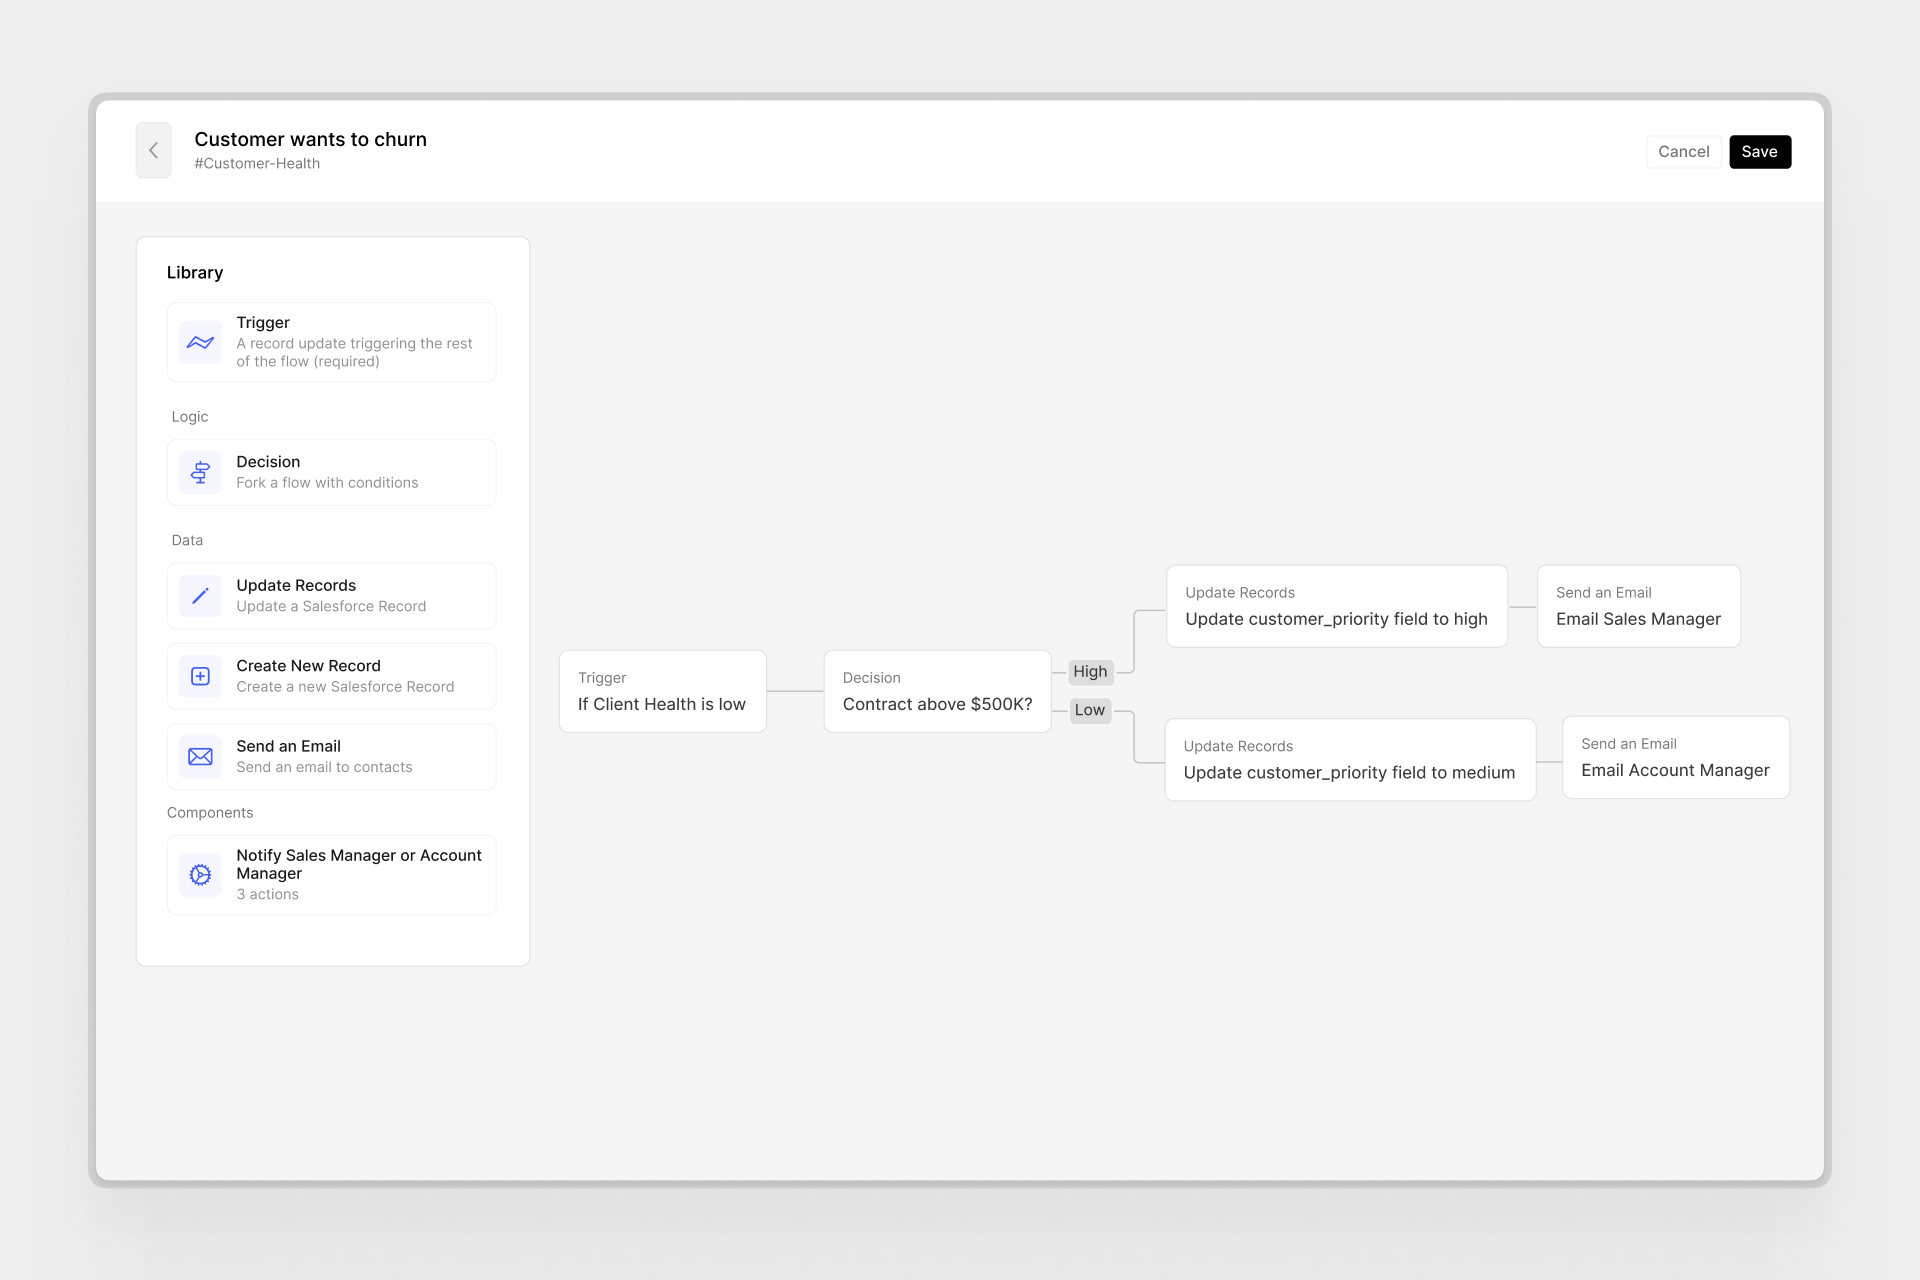 Customer wants to churn
#Customer-Health
Cancel
Save
Library
Trigger
A record update triggering the rest
of the flow (required)
Logic
Decision
Fork a flow with conditions
Data
Update Records
Update a Salesforce Record
Create New Record
Create a new Salesforce Record
Send an Email
Send an email to contacts
Components
Notify Sales Manager or Account
Manager
3 actions
Trigger
If Client Health is low
Decision
Contract above $500K?
High
Low
Update Records
Update customer_priority field to high
Send an Email
Email Sales Manager
Update Records
Update customer_priority field to medium
Send an Email
Email Account Manager